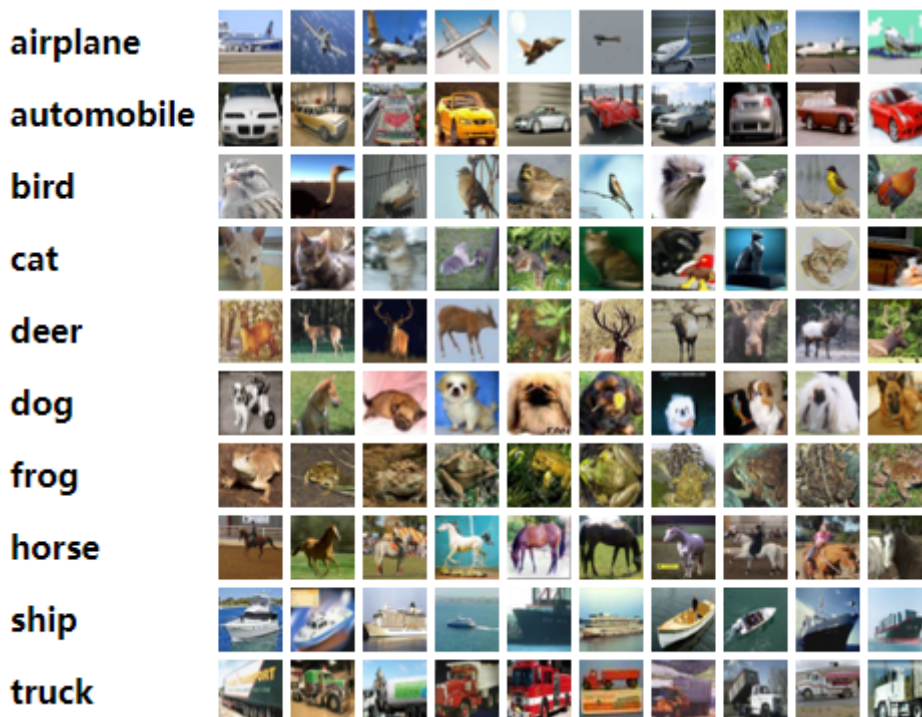 airplane
automobile
bird
cat
deer
dog
frog
horse
ship
truck